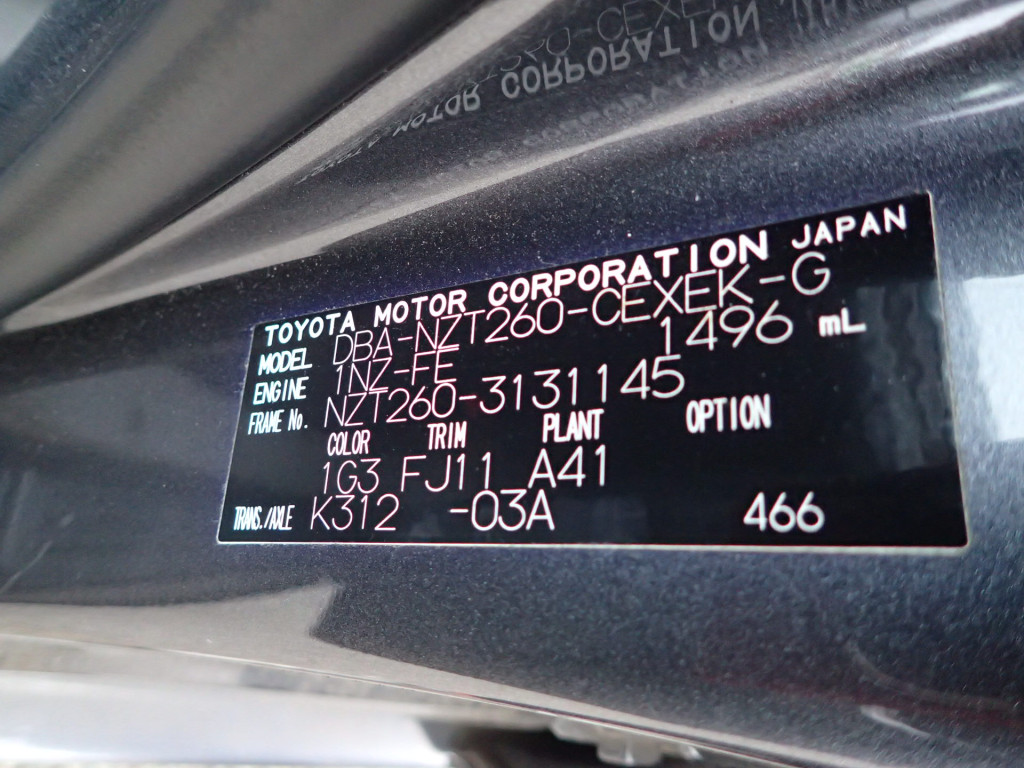 TOYOTA MOTOR CORPORATION JAPAN
MODEL DBA-NZT260-CEXEK-G
ENGINE 1NZ-FE 1496 mL
FRAME No. NZT260-3131145
COLOR TRIM PLANT OPTION
1G3 FJ11 A41
TRANS./AXLE K312 -03A 466